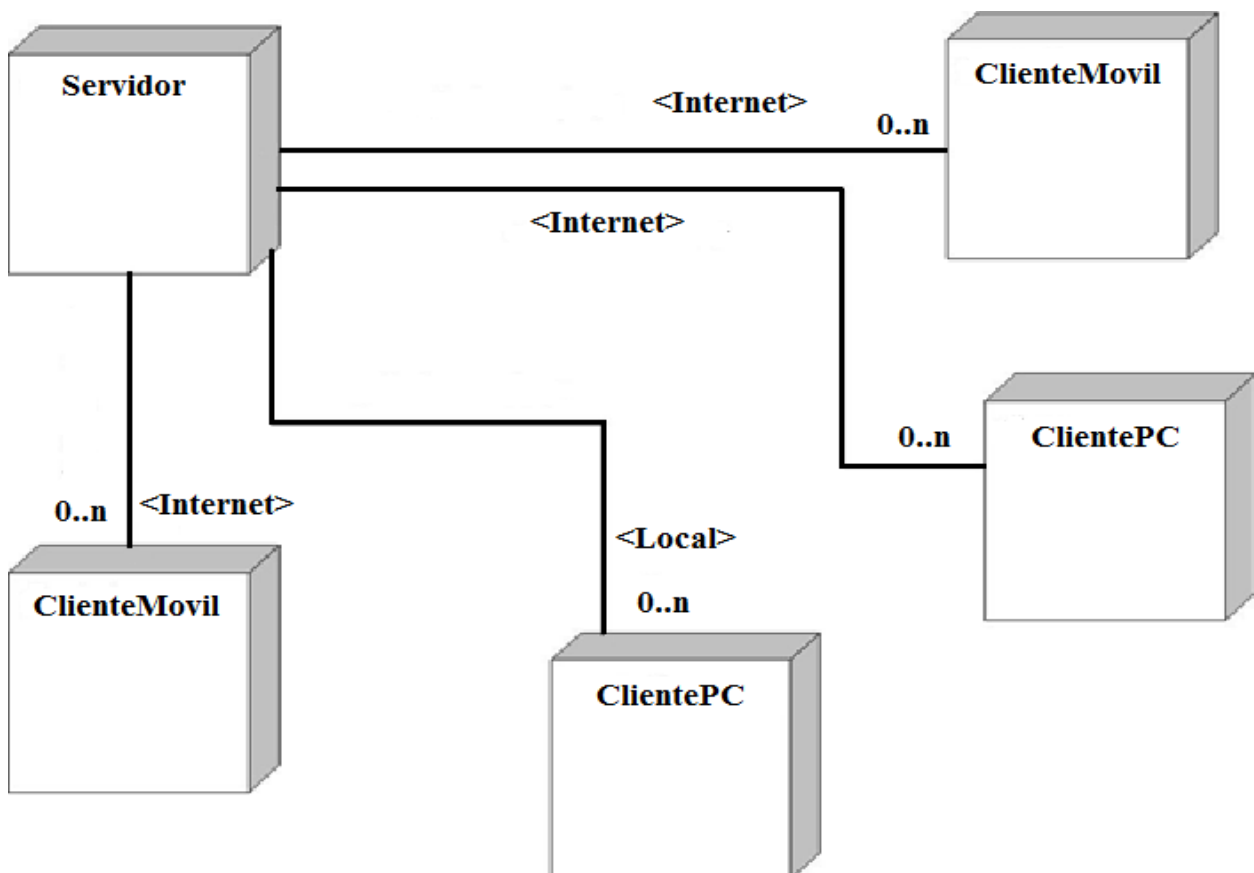 Servidor
ClienteMovil
<Internet>
0..n
<Internet>
0..n
ClientePC
0..n
<Internet>
<Local>
ClienteMovil
0..n
ClientePC